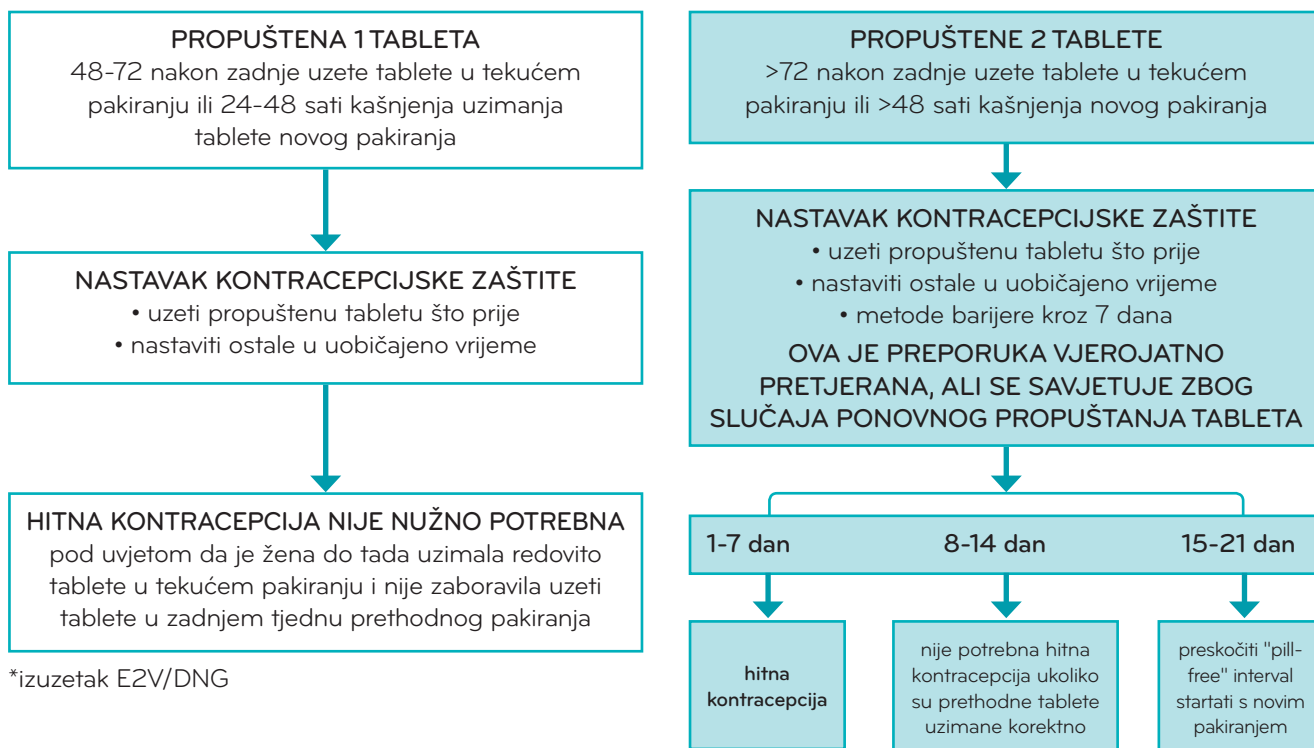 PROPUŠTENA 1 TABLETA
48-72 nakon zadnje uzete tablete u tekućem
pakiranju ili 24-48 sati kašnjenja uzimanja
tablete novog pakiranja
NASTAVAK KONTRACEPCIJSKE ZAŠTITE
• uzeti propuštenu tabletu što prije
• nastaviti ostale u uobičajeno vrijeme
HITNA KONTRACEPCIJA NIJE NUŽNO POTREBNA
pod uvjetom da je žena do tada uzimala redovito
tablete u tekućem pakiranju i nije zaboravila uzeti
tablete u zadnjem tjednu prethodnog pakiranja
*izuzetak E2V/DNG
PROPUŠTENE 2 TABLETE
>72 nakon zadnje uzete tablete u tekućem
pakiranju ili >48 sati kašnjenja novog pakiranja
NASTAVAK KONTRACEPCIJSKE ZAŠTITE
• uzeti propuštenu tabletu što prije
• nastaviti ostale u uobičajeno vrijeme
• metode barijere kroz 7 dana
OVA JE PREPORUKA VJEROJATNO
PRETJERANA, ALI SE SAVJETUJE ZBOG
SLUČAJA PONOVNOG PROPUŠTANJA TABLETA
1-7 dan
8-14 dan
15-21 dan
hitna
kontracepcija
nije potrebna hitna
kontracepcija ukoliko
su prethodne tablete
uzimane korektno
preskočiti "pill-
free" interval
startati s novim
pakiranjem